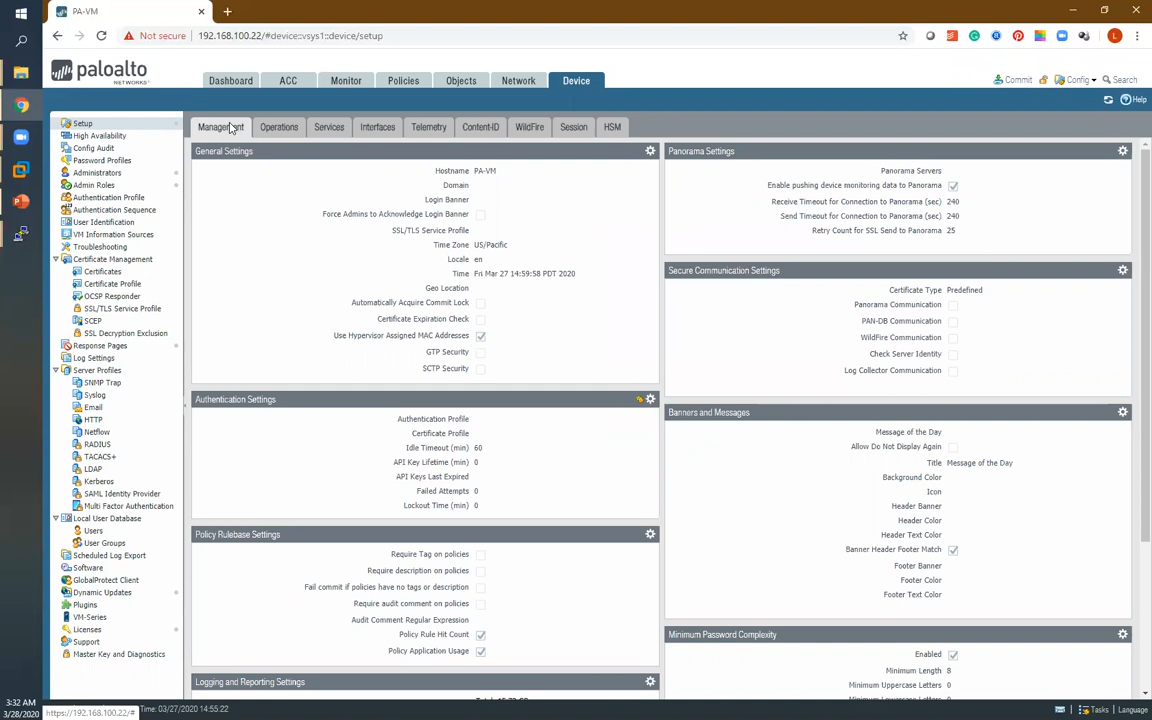 PA-VM
Not secure 192.168.100.22/#device::vsys1::device/setup
L
paloalto
NETWORKS
Dashboard ACC Monitor Policies Objects Network Device
Commit Config Search
Help
Setup
High Availability
Config Audit
Password Profiles
Administrators
Admin Roles
Authentication Profile
Authentication Sequence
User Identification
VM Information Sources
Troubleshooting
Certificate Management
Certificates
Certificate Profile
OCSP Responder
SSL/TLS Service Profile
SCEP
SSL Decryption Exclusion
Response Pages
Log Settings
Server Profiles
SNMP Trap
Syslog
Email
HTTP
Netflow
RADIUS
TACACS+
LDAP
Kerberos
SAML Identity Provider
Multi Factor Authentication
Local User Database
Users
User Groups
Scheduled Log Export
Software
GlobalProtect Client
Dynamic Updates
Plugins
VM-Series
Licenses
Support
Master Key and Diagnostics
Management Operations Services Interfaces Telemetry Content-ID WildFire Session HSM
General Settings
Hostname PA-VM
Domain
Login Banner
Force Admins to Acknowledge Login Banner
SSL/TLS Service Profile
Time Zone US/Pacific
Locale en
Time Fri Mar 27 14:59:58 PDT 2020
Geo Location
Automatically Acquire Commit Lock
Certificate Expiration Check
Use Hypervisor Assigned MAC Addresses
GTP Security
SCTP Security
Authentication Settings
Authentication Profile
Certificate Profile
Idle Timeout (min) 60
API Key Lifetime (min) 0
API Keys Last Expired
Failed Attempts 0
Lockout Time (min) 0
Policy Rulebase Settings
Require Tag on policies
Require description on policies
Fail commit if policies have no tags or description
Require audit comment on policies
Audit Comment Regular Expression
Policy Rule Hit Count
Policy Application Usage
Logging and Reporting Settings
Panorama Settings
Panorama Servers
Enable pushing device monitoring data to Panorama
Receive Timeout for Connection to Panorama (sec) 240
Send Timeout for Connection to Panorama (sec) 240
Retry Count for SSL Send to Panorama 25
Secure Communication Settings
Certificate Type Predefined
Panorama Communication
PAN-DB Communication
WildFire Communication
Check Server Identity
Log Collector Communication
Banners and Messages
Message of the Day
Allow Do Not Display Again
Title Message of the Day
Background Color
Icon
Header Banner
Header Color
Header Text Color
Banner Header Footer Match
Footer Banner
Footer Color
Footer Text Color
Minimum Password Complexity
Enabled
Minimum Length 8
Minimum Uppercase Letters 0
3:32 AM
3/28/2020
https://192.168.100.22/#
Time: 03/27/2020 14:55:22
Tasks Language